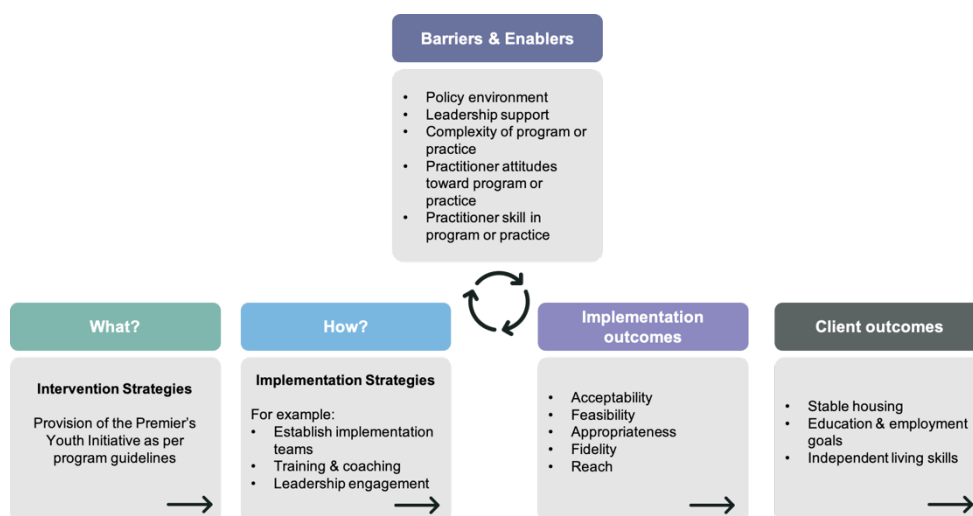 Barriers & Enablers
• Policy environment
• Leadership support
• Complexity of program or
practice
• Practitioner attitudes
toward program or
practice
• Practitioner skill in
program or practice
What?
Intervention Strategies
Provision of the Premier's
Youth Initiative as per
program guidelines
How?
Implementation Strategies
For example:
• Establish implementation
teams
• Training & coaching
• Leadership engagement
Implementation
outcomes
• Acceptability
• Feasibility
• Appropriateness
• Fidelity
• Reach
Client outcomes
• Stable housing
• Education & employment
goals
• Independent living skills